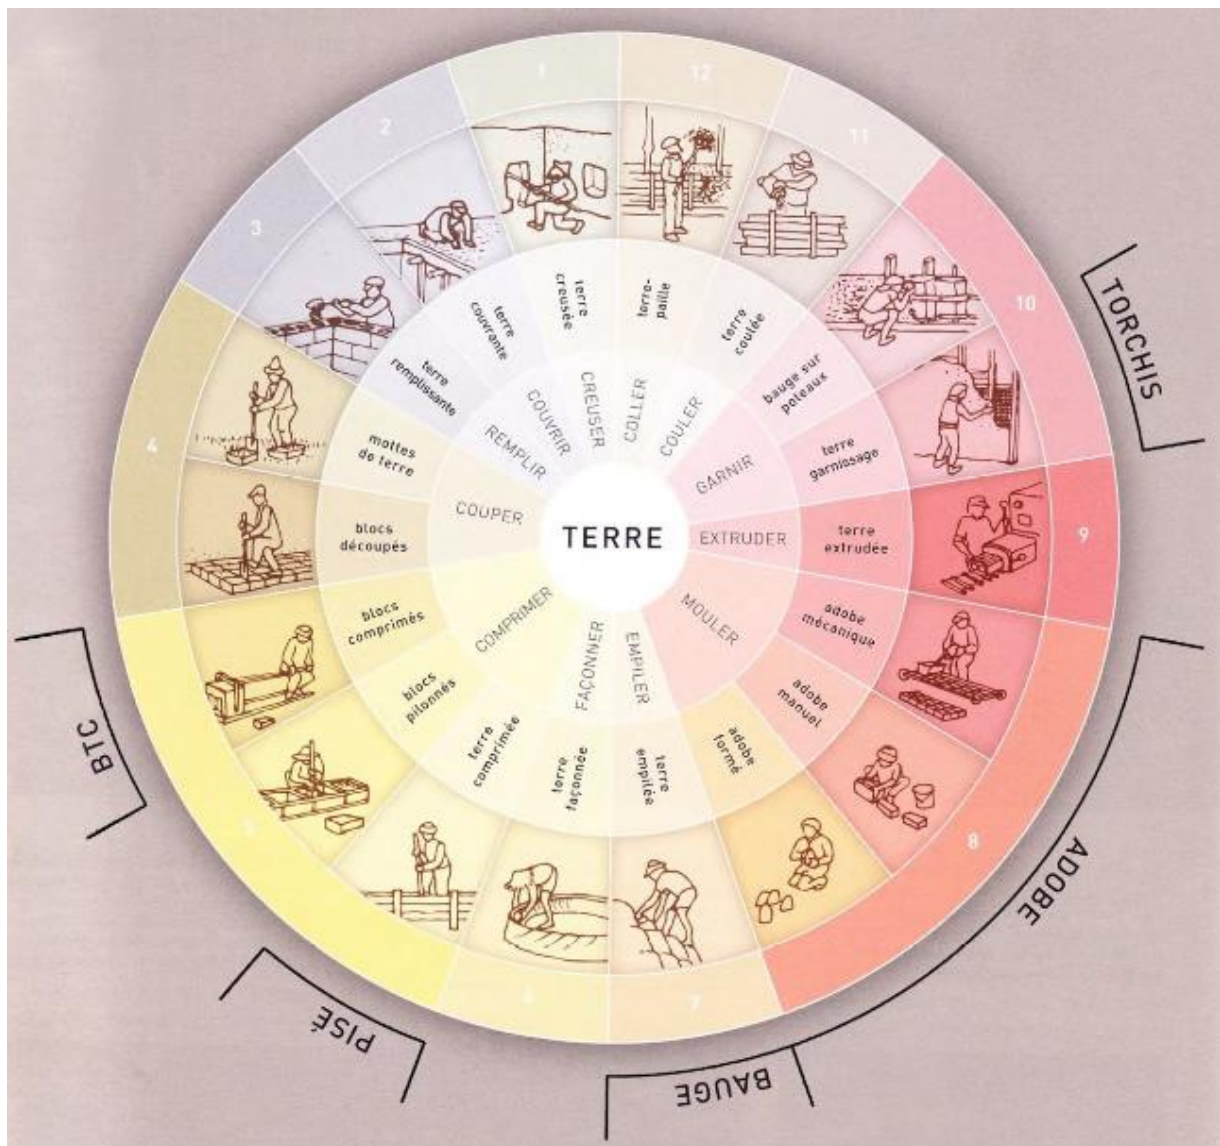 TERRE
CREUSER
COLLER
COULER
GARNIR
EXTRUDER
MOULER
EMPILER
FAÇONNER
COMPRIMER
COUPER
REMPLIR
COUVRIR
terre
creusée
terre-
paille
terre
coulée
bauge sur
poteaux
terre
garnissage
terre
extrudée
adobe
mécanique
adobe
manuel
adobe
formé
terre
empilée
terre
façonnée
terre
comprimée
blocs
pilonnés
blocs
comprimés
blocs
découpés
mottes
de terre
terre
remplissante
terre
couvrante
1
2
3
4
5
6
7
8
9
10
11
12
TORCHIS
ADOBE
BAUGE
PISÉ
BTC